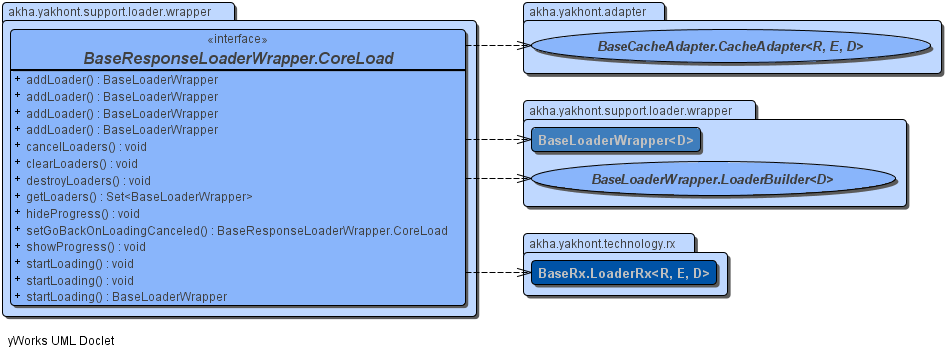 akha.yakhont.support.loader.wrapper
«interface»
BaseResponseLoaderWrapper.CoreLoad
+ addLoader() : BaseLoaderWrapper
+ addLoader() : BaseLoaderWrapper
+ addLoader() : BaseLoaderWrapper
+ addLoader() : BaseLoaderWrapper
+ cancelLoaders() : void
+ clearLoaders() : void
+ destroyLoaders() : void
+ getLoaders() : Set<BaseLoaderWrapper>
+ hideProgress() : void
+ setGoBackOnLoadingCanceled() : BaseResponseLoaderWrapper.CoreLoad
+ showProgress() : void
+ startLoading() : void
+ startLoading() : void
+ startLoading() : BaseLoaderWrapper
akha.yakhont.adapter
BaseCacheAdapter.CacheAdapter<R, E, D>
akha.yakhont.support.loader.wrapper
BaseLoaderWrapper<D>
BaseLoaderWrapper.LoaderBuilder<D>
akha.yakhont.technology.rx
BaseRx.LoaderRx<R, E, D>
yWorks UML Doclet